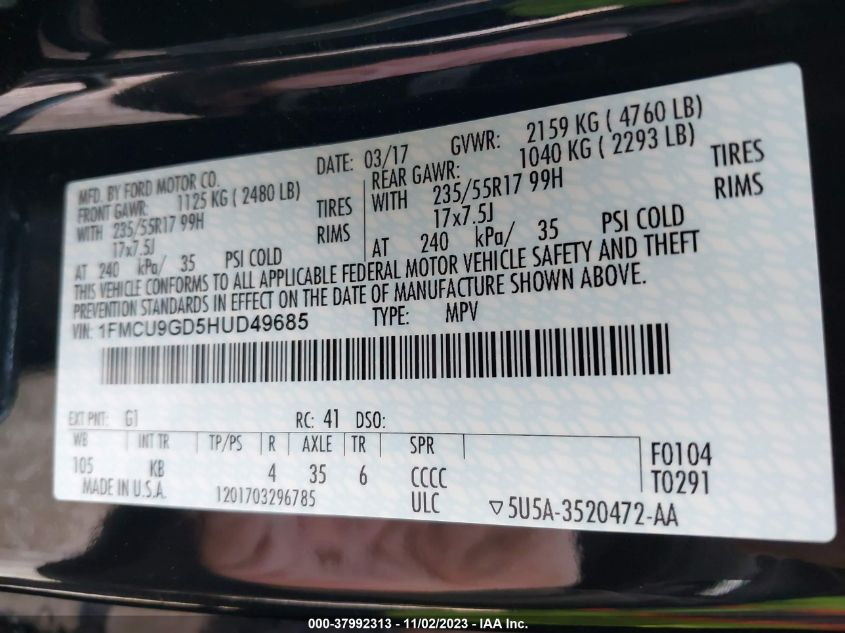 MFD. BY FORD MOTOR CO.
DATE: 03/17 GVWR: 2159 KG ( 4760 LB)
FRONT GAWR: 1125 KG ( 2480 LB)
REAR GAWR: 1040 KG ( 2293 LB)
WITH 235/55R17 99H TIRES
WITH 235/55R17 99H TIRES
17x7.5J RIMS
17x7.5J RIMS
AT 240 kPa/ 35 PSI COLD
AT 240 kPa/ 35 PSI COLD
THIS VEHICLE CONFORMS TO ALL APPLICABLE FEDERAL MOTOR VEHICLE SAFETY AND THEFT
PREVENTION STANDARDS IN EFFECT ON THE DATE OF MANUFACTURE SHOWN ABOVE.
VIN: 1FMCU9GD5HUD49685 TYPE: MPV
EXT PNT: G1 RC: 41 DSO:
WB INT TR TP/PS R AXLE TR SPR
105 KB 4 35 6 CCCC
F0104
T0291
MADE IN U.S.A. 1201703296785 ULC ▽5U5A-3520472-AA
000-37992313 - 11/02/2023 - IAA Inc.